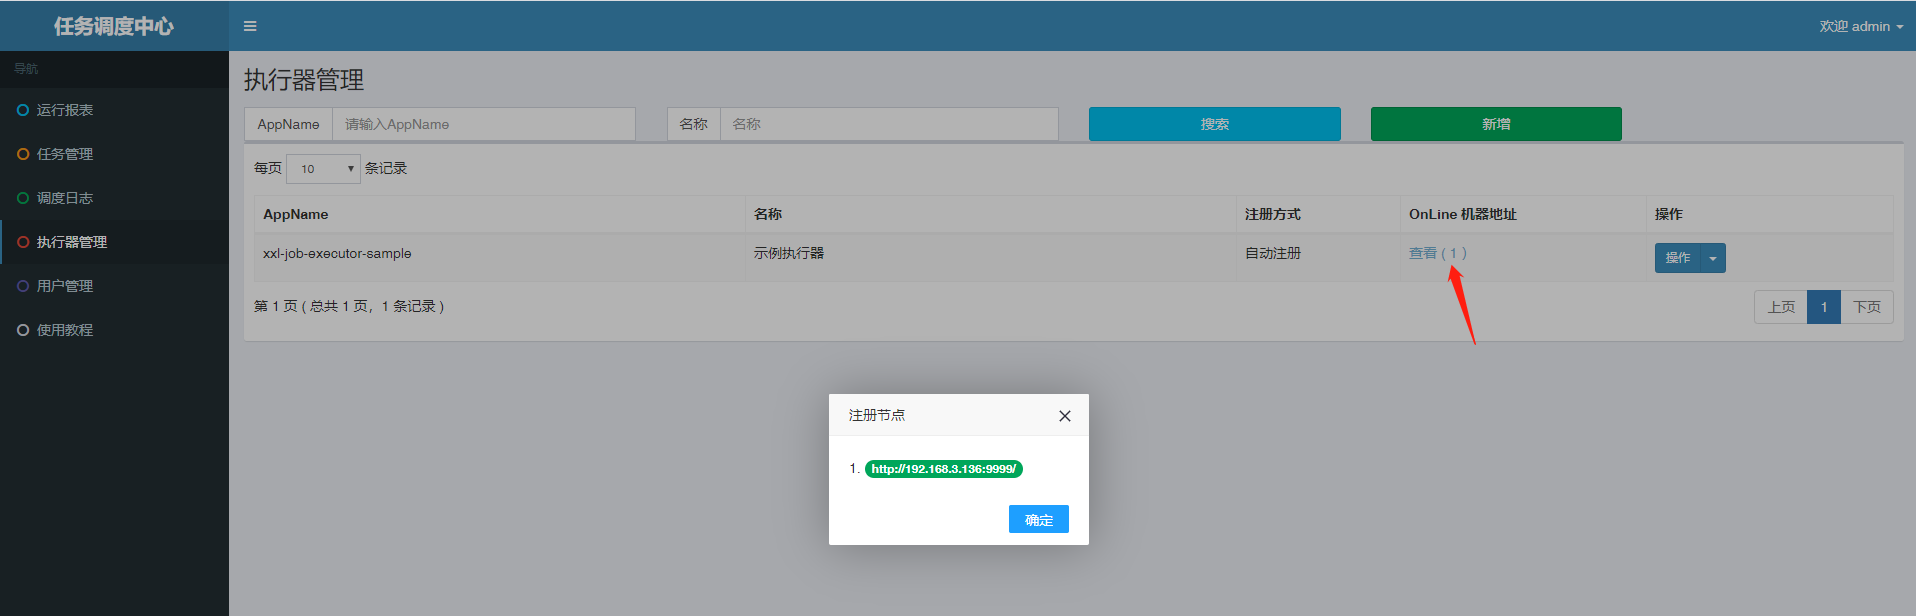 任务调度中心
欢迎 admin
导航
运行报表
任务管理
调度日志
执行器管理
用户管理
使用教程
执行器管理
AppName 请输入AppName 名称 名称 搜索 新增
每页 10 条记录
AppName 名称 注册方式 OnLine 机器地址 操作
xxl-job-executor-sample 示例执行器 自动注册 查看 ( 1 ) 操作
第 1 页 ( 总共 1 页，1 条记录 ) 上页 1 下页
注册节点
1. http://192.168.3.136:9999/
确定